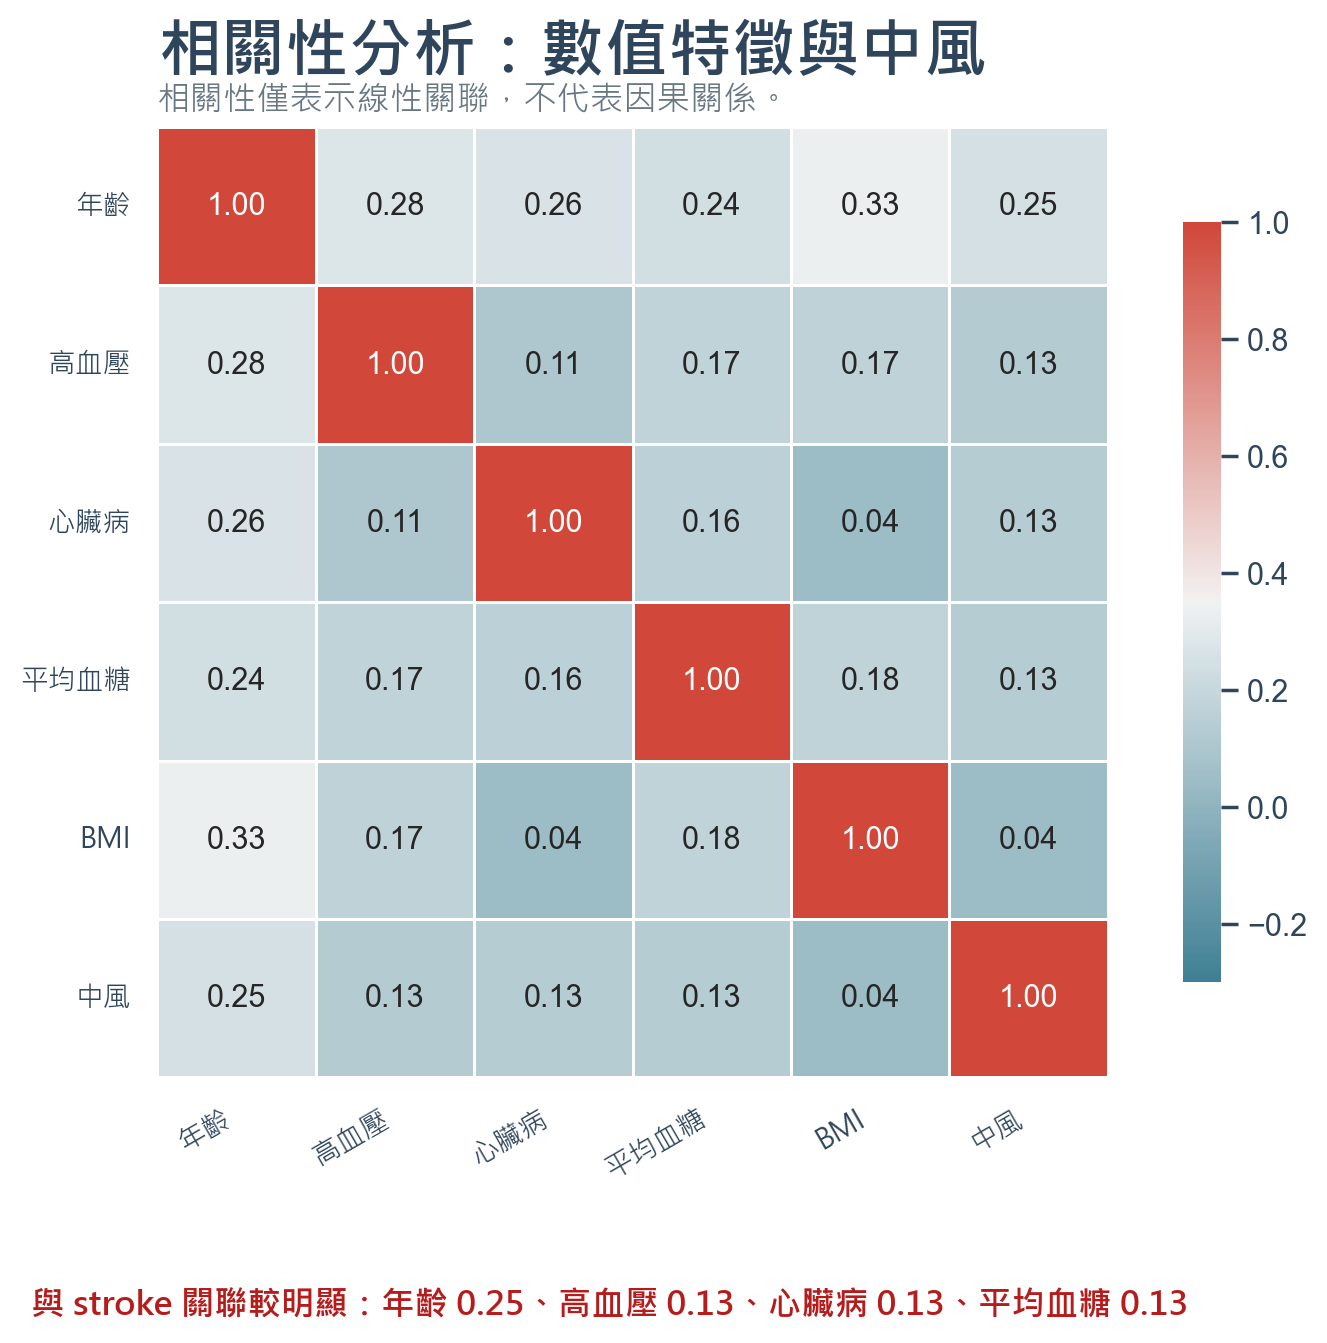 相關性分析：數值特徵與中風
相關性僅表示線性關聯，不代表因果關係。
年齡 1.00 0.28 0.26 0.24 0.33 0.25
高血壓 0.28 1.00 0.11 0.17 0.17 0.13
心臟病 0.26 0.11 1.00 0.16 0.04 0.13
平均血糖 0.24 0.17 0.16 1.00 0.18 0.13
BMI 0.33 0.17 0.04 0.18 1.00 0.04
中風 0.25 0.13 0.13 0.13 0.04 1.00
年齡 高血壓 心臟病 平均血糖 BMI 中風
1.0
0.8
0.6
0.4
0.2
0.0
−0.2
與 stroke 關聯較明顯：年齡 0.25、高血壓 0.13、心臟病 0.13、平均血糖 0.13